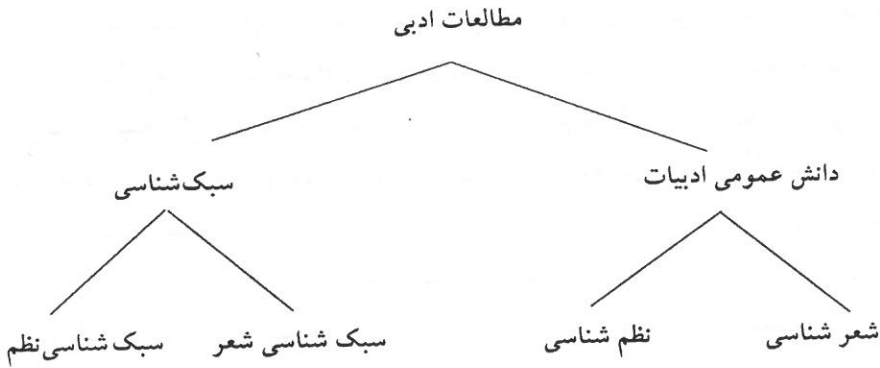 مطالعات ادبی
دانش عمومی ادبیات
سبک‌شناسی
شعر شناسی
نظم شناسی
سبک شناسی شعر
سبک شناسی نظم